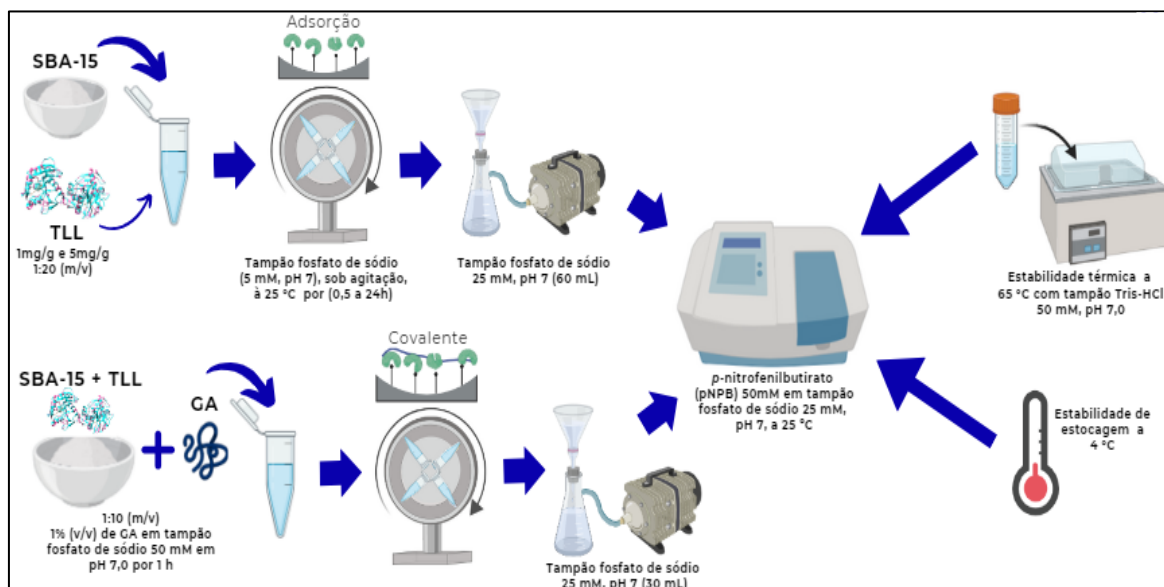 SBA-15
TLL
1mg/g e 5mg/g
1:20 (m/v)
Adsorção
Tampão fosfato de sódio
(5 mM, pH 7), sob agitação,
à 25 °C por (0,5 a 24h)
Tampão fosfato de sódio
25 mM, pH 7 (60 mL)
SBA-15 + TLL
GA
1:10 (m/v)
1% (v/v) de GA em tampão
fosfato de sódio 50 mM em
pH 7,0 por 1 h
Covalente
Tampão fosfato de sódio
25 mM, pH 7 (30 mL)
p-nitrofenilbutirato
(pNPB) 50mM em tampão
fosfato de sódio 25 mM,
pH 7, a 25 °C
Estabilidade térmica a
65 °C com tampão Tris-HCl
50 mM, pH 7,0
Estabilidade de
estocagem a
4 °C